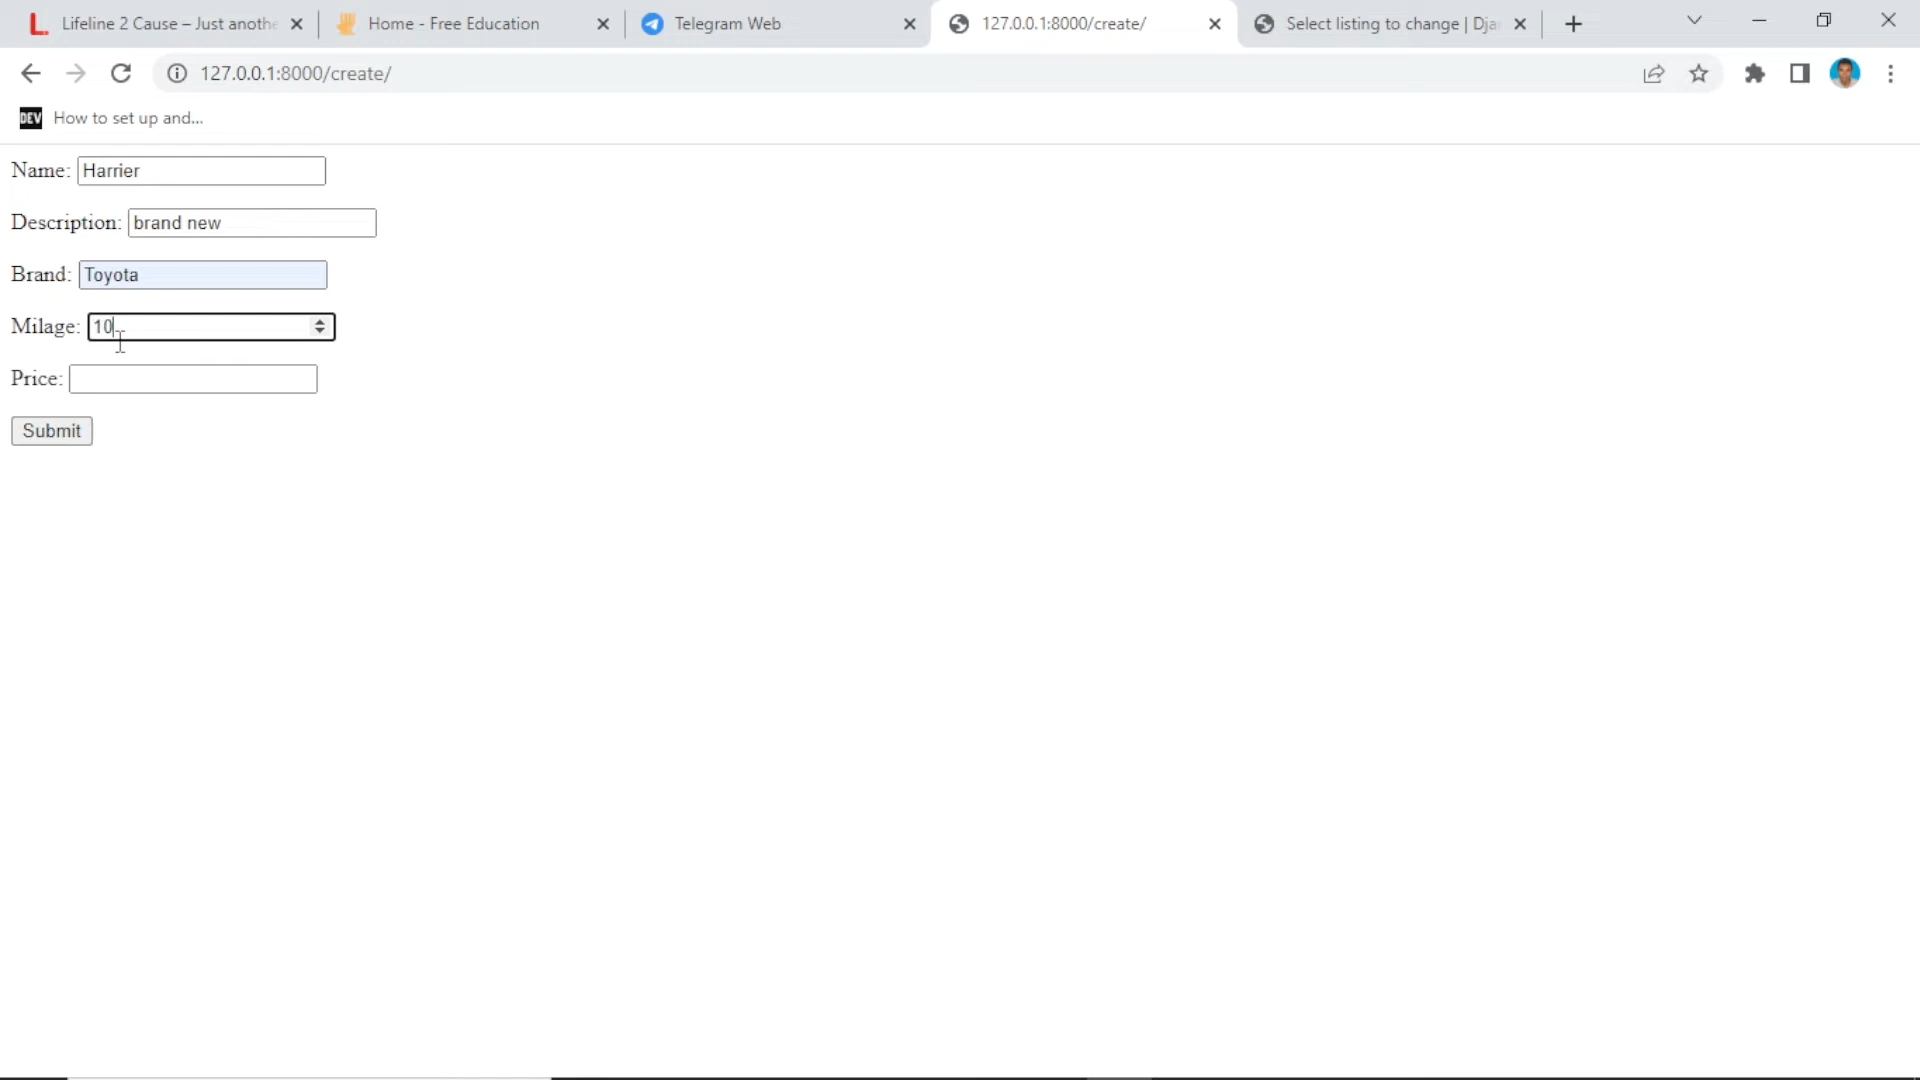 L. Lifeline 2 Cause – Just anothe
Home - Free Education
Telegram Web
127.0.0.1:8000/create/
Select listing to change | Dja
127.0.0.1:8000/create/
DEV How to set up and...
Name: Harrier
Description: brand new
Brand: Toyota
Milage: 10
Price:
Submit